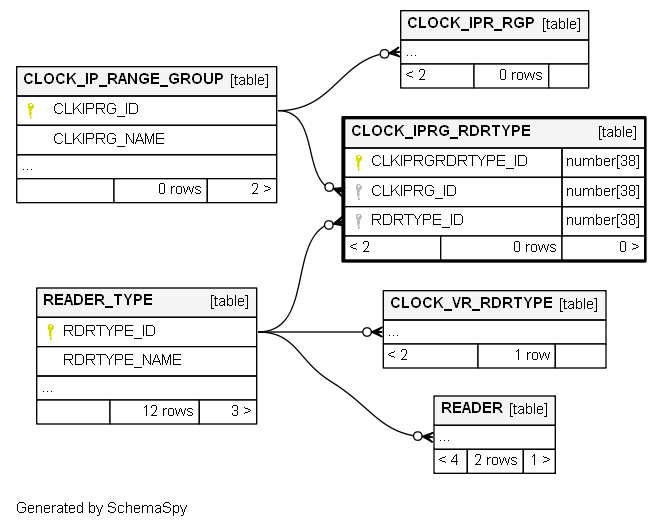 CLOCK_IPR_RGP [table]
...
< 2 0 rows
CLOCK_IP_RANGE_GROUP [table]
CLKIPRG_ID
CLKIPRG_NAME
...
0 rows 2 >
CLOCK_IPRG_RDRTYPE [table]
CLKIPRGRDRTYPE_ID number[38]
CLKIPRG_ID number[38]
RDRTYPE_ID number[38]
< 2 0 rows 0 >
READER_TYPE [table]
RDRTYPE_ID
RDRTYPE_NAME
...
12 rows 3 >
CLOCK_VR_RDRTYPE [table]
...
< 2 1 row
READER [table]
...
< 4 2 rows 1 >
Generated by SchemaSpy